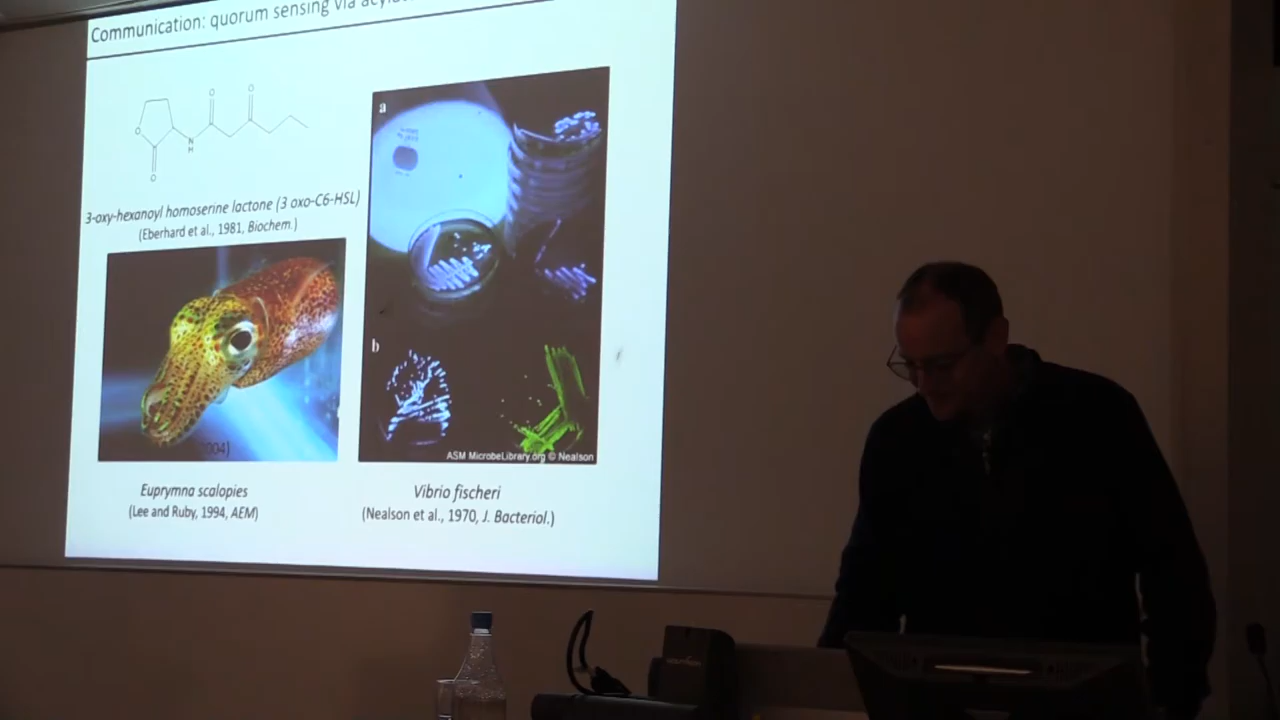 Communication: quorum sensing via
O
O
O
N
H
O
3-oxy-hexanoyl homoserine lactone (3 oxo-C6-HSL)
(Eberhard et al., 1981, Biochem.)
004)
Euprymna scalopies
(Lee and Ruby, 1994, AEM)
a
b
ASM MicrobeLibrary.org © Nealson
Vibrio fischeri
(Nealson et al., 1970, J. Bacteriol.)